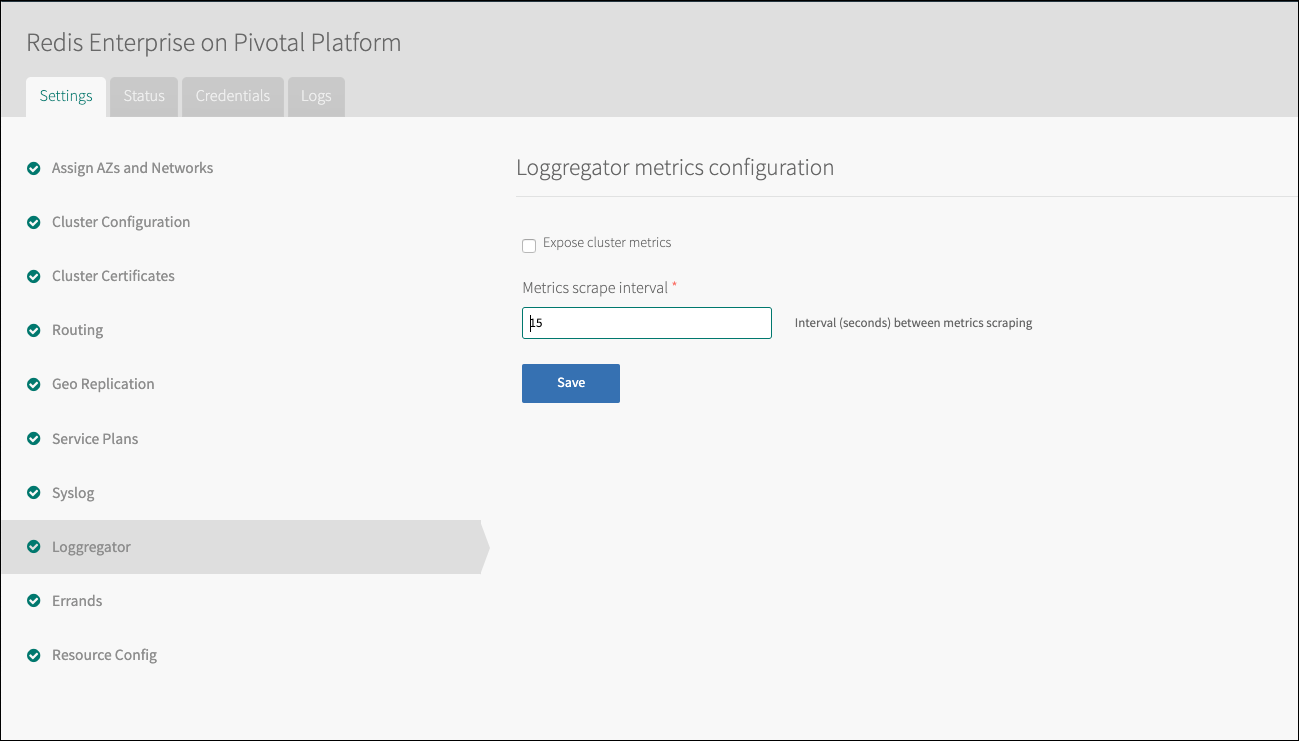 Redis Enterprise on Pivotal Platform
Settings
Status
Credentials
Logs
Assign AZs and Networks
Cluster Configuration
Cluster Certificates
Routing
Geo Replication
Service Plans
Syslog
Loggregator
Errands
Resource Config
Loggregator metrics configuration
Expose cluster metrics
Metrics scrape interval *
15
Interval (seconds) between metrics scraping
Save